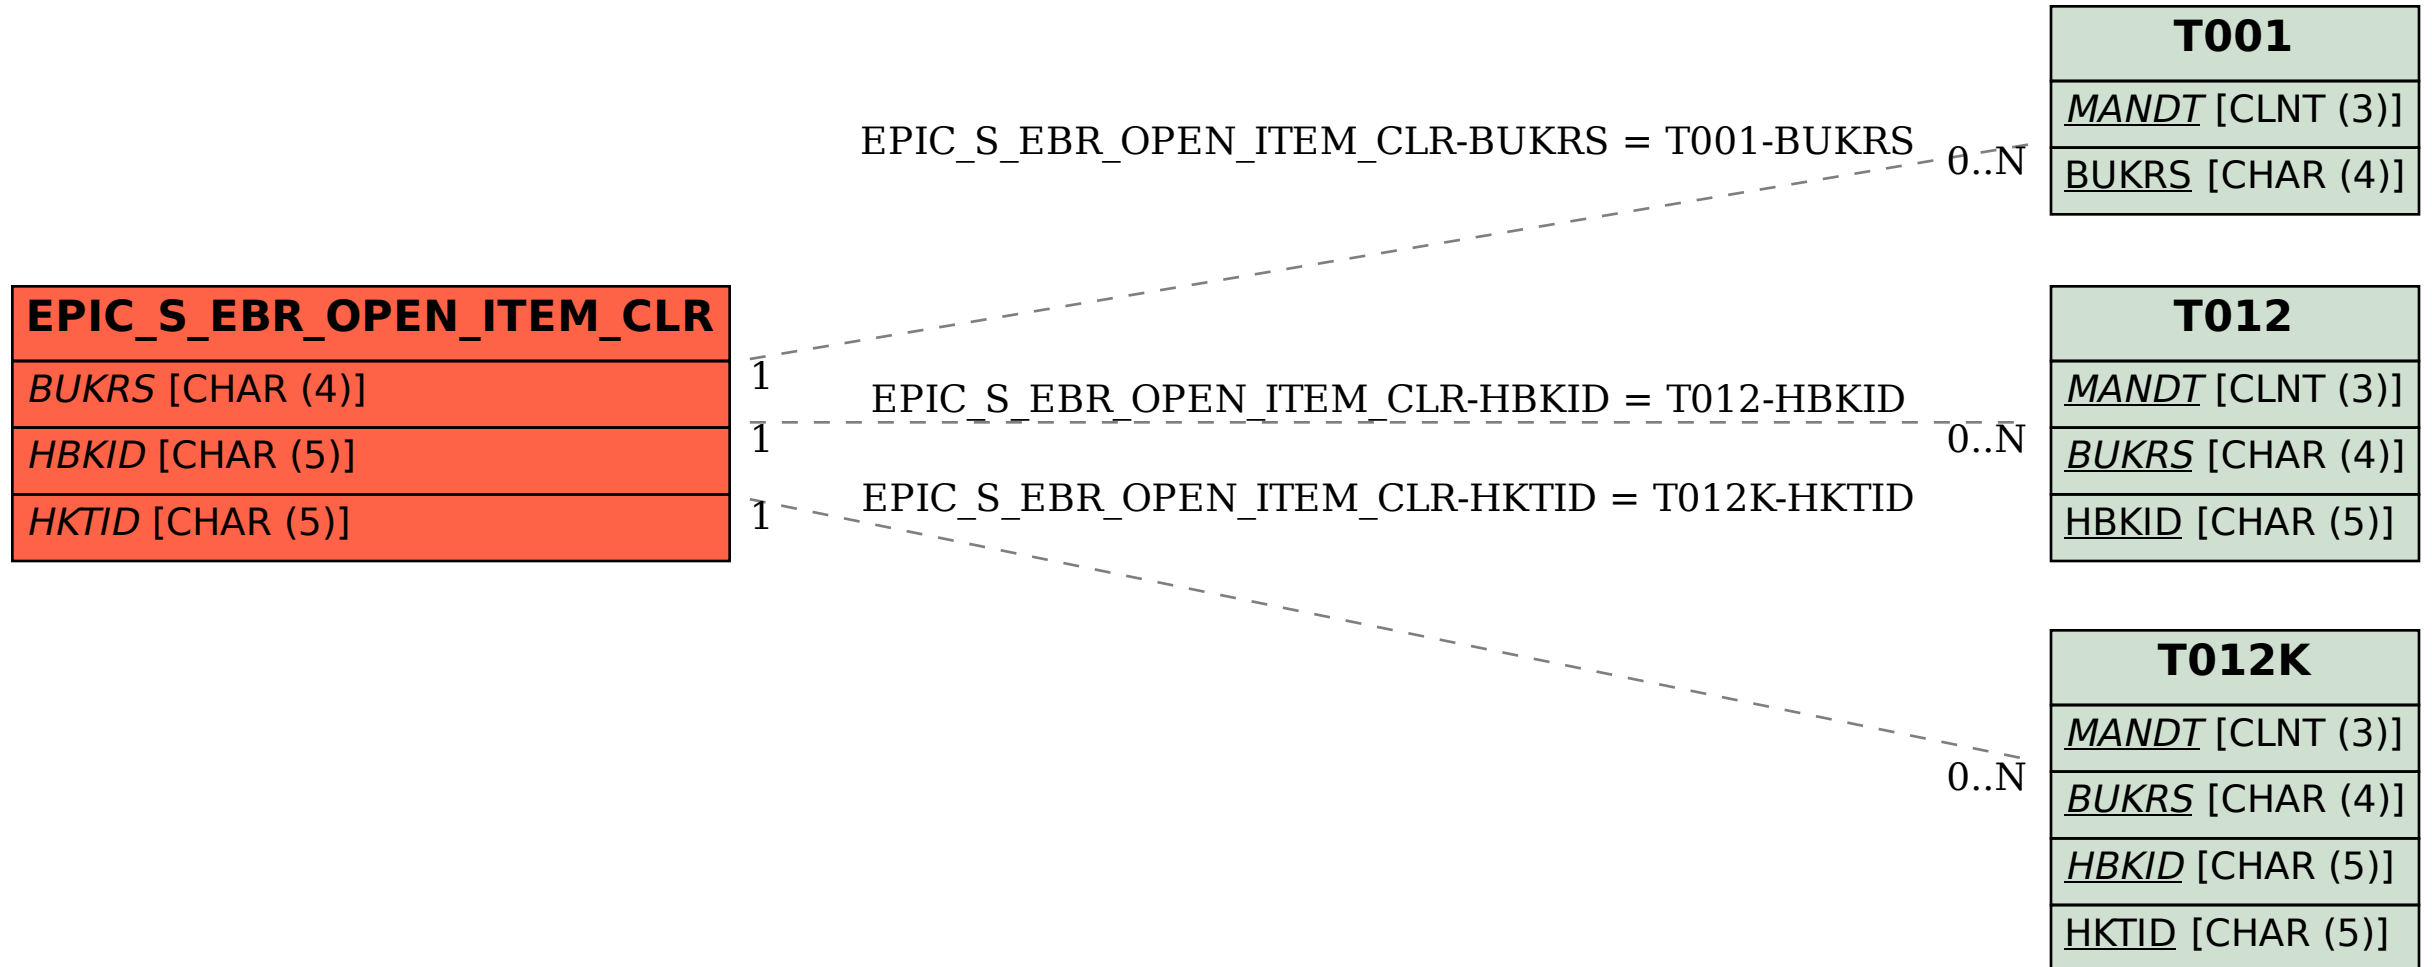 T001
MANDT [CLNT (3)]
BUKRS [CHAR (4)]
EPIC_S_EBR_OPEN_ITEM_CLR-BUKRS = T001-BUKRS
0..N
EPIC_S_EBR_OPEN_ITEM_CLR
BUKRS [CHAR (4)]
HBKID [CHAR (5)]
HKTID [CHAR (5)]
1
EPIC_S_EBR_OPEN_ITEM_CLR-HBKID = T012-HBKID
1
0..N
EPIC_S_EBR_OPEN_ITEM_CLR-HKTID = T012K-HKTID
1
0..N
T012
MANDT [CLNT (3)]
BUKRS [CHAR (4)]
HBKID [CHAR (5)]
T012K
MANDT [CLNT (3)]
BUKRS [CHAR (4)]
HBKID [CHAR (5)]
HKTID [CHAR (5)]